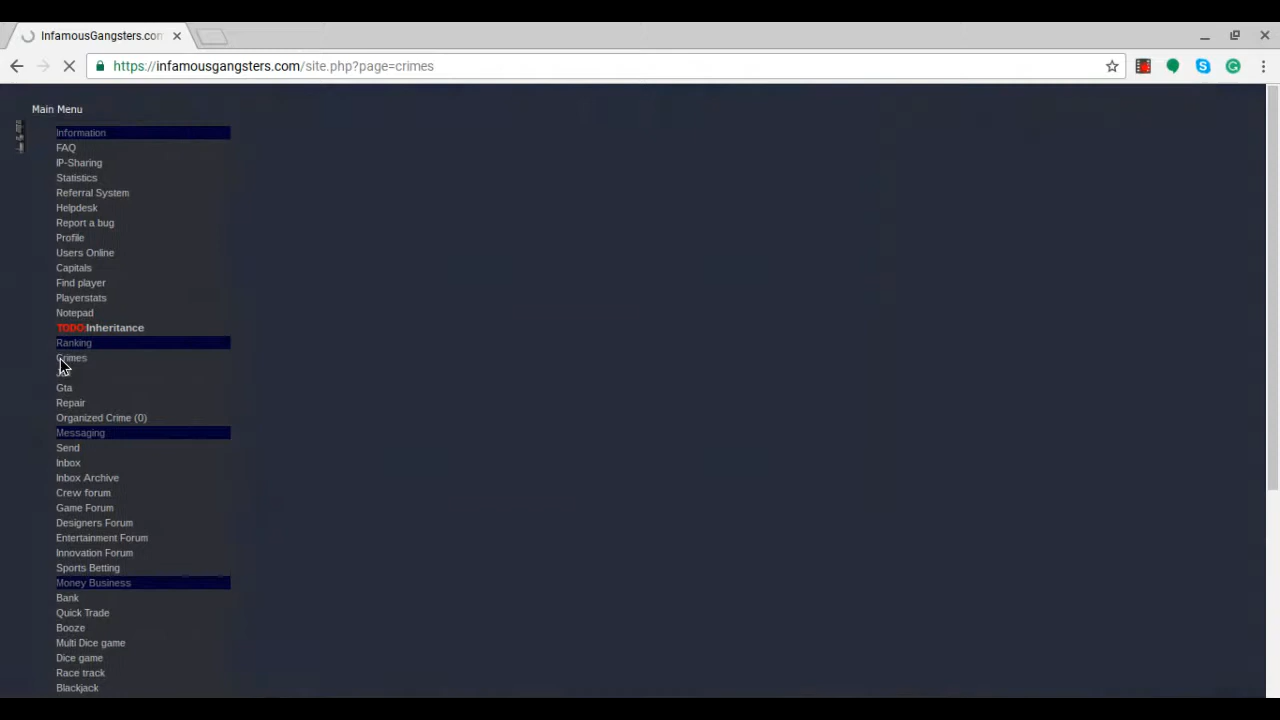 InfamousGangsters.com
https://infamousgangsters.com/site.php?page=crimes
Main Menu
Information
FAQ
IP-Sharing
Statistics
Referral System
Helpdesk
Report a bug
Profile
Users Online
Capitals
Find player
Playerstats
Notepad
TODO:Inheritance
Ranking
Crimes
Gta
Repair
Organized Crime (0)
Messaging
Send
Inbox
Inbox Archive
Crew forum
Game Forum
Designers Forum
Entertainment Forum
Innovation Forum
Sports Betting
Money Business
Bank
Quick Trade
Booze
Multi Dice game
Dice game
Race track
Blackjack